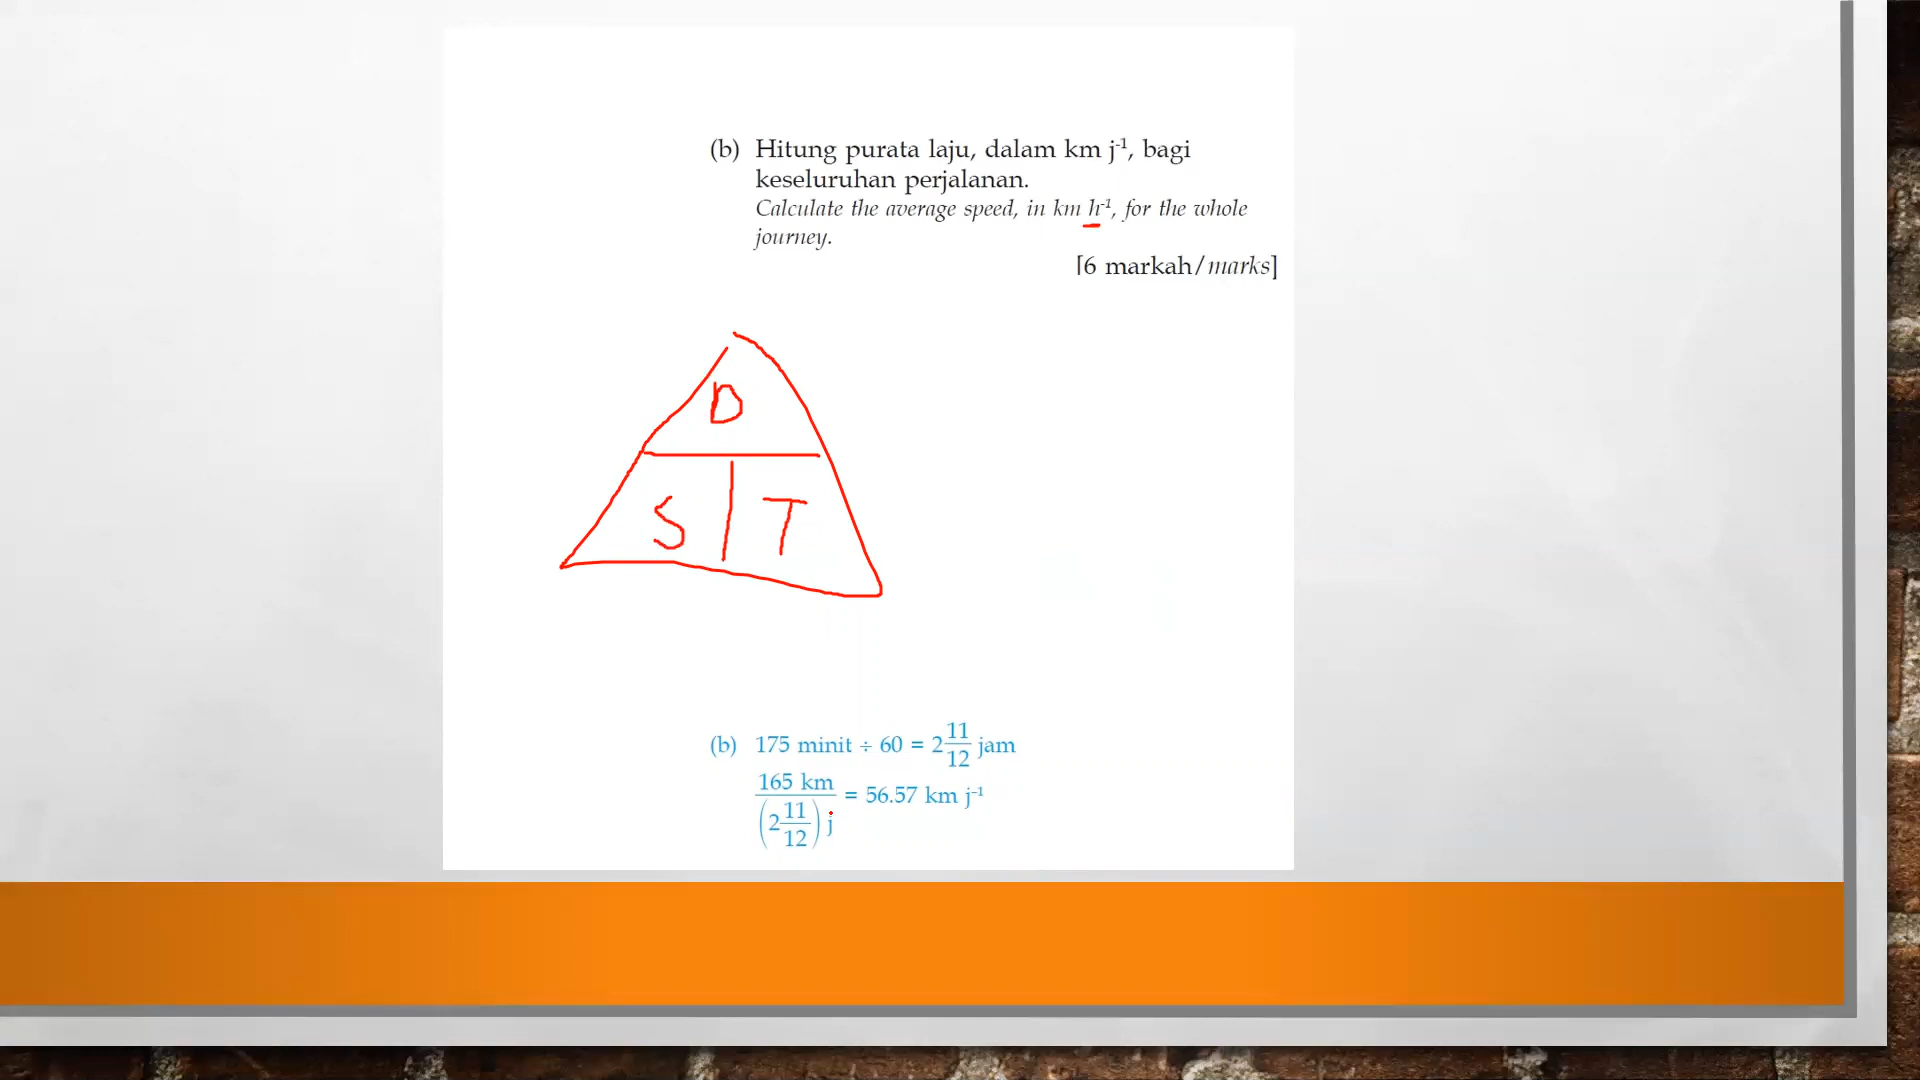 (b) Hitung purata laju, dalam km j⁻¹, bagi
keseluruhan perjalanan.
Calculate the average speed, in km h⁻¹, for the whole
journey.
[6 markah/marks]
D
S T
(b) 175 minit ÷ 60 = 2 11/12 jam
165 km / (2 11/12) j = 56.57 km j⁻¹